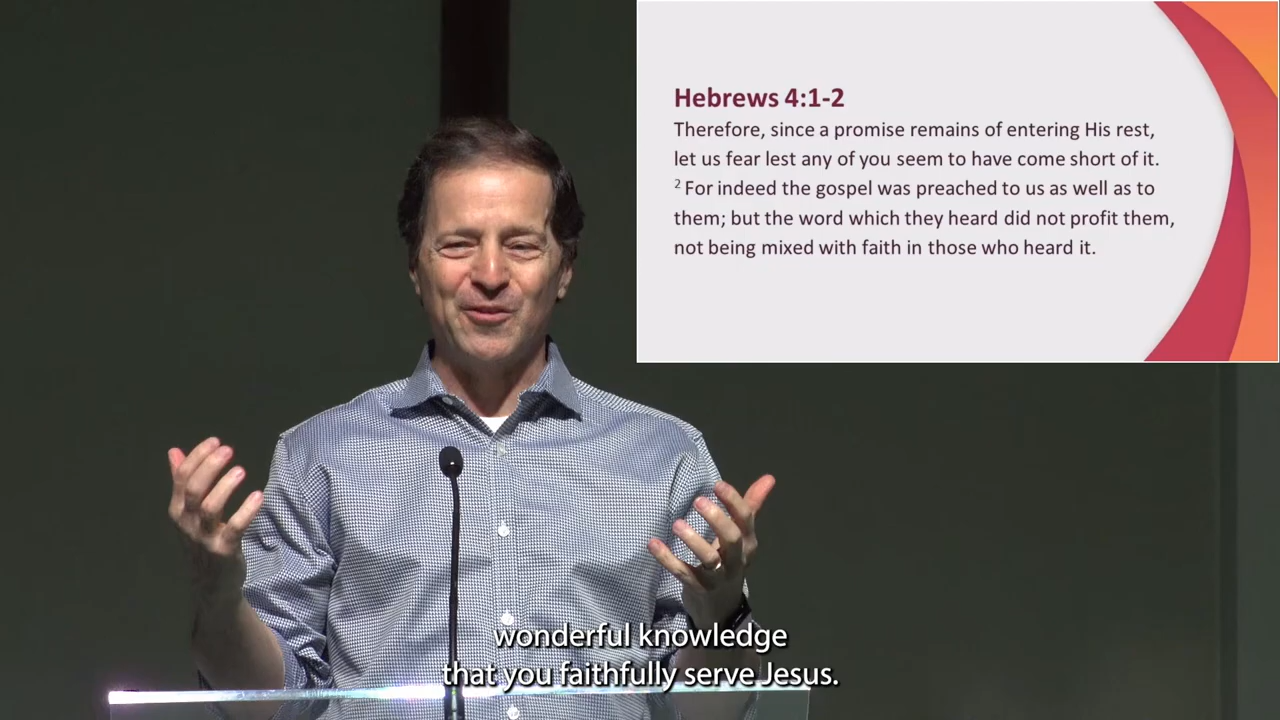 Hebrews 4:1-2
Therefore, since a promise remains of entering His rest,
let us fear lest any of you seem to have come short of it.
2 For indeed the gospel was preached to us as well as to
them; but the word which they heard did not profit them,
not being mixed with faith in those who heard it.
wonderful knowledge
that you faithfully serve Jesus.